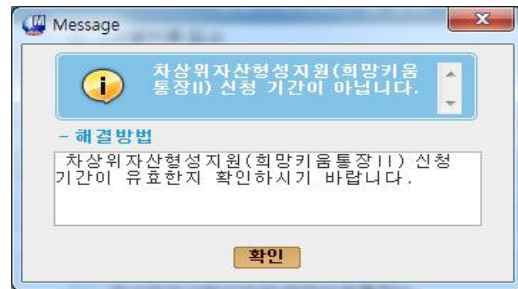 Message
차상위자산형성지원(희망키움
통장II) 신청 기간이 아닙니다.
- 해결방법
차상위자산형성지원(희망키움통장II) 신청
기간이 유효한지 확인하시기 바랍니다.
확인